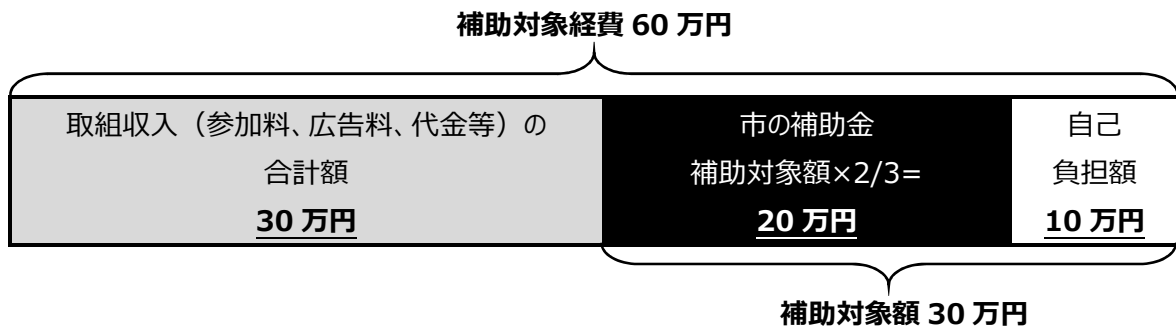 補助対象経費 60 万円
取組収入（参加料、広告料、代金等）の
合計額
30 万円
市の補助金
補助対象額×2/3=
20 万円
自己
負担額
10 万円
補助対象額 30 万円